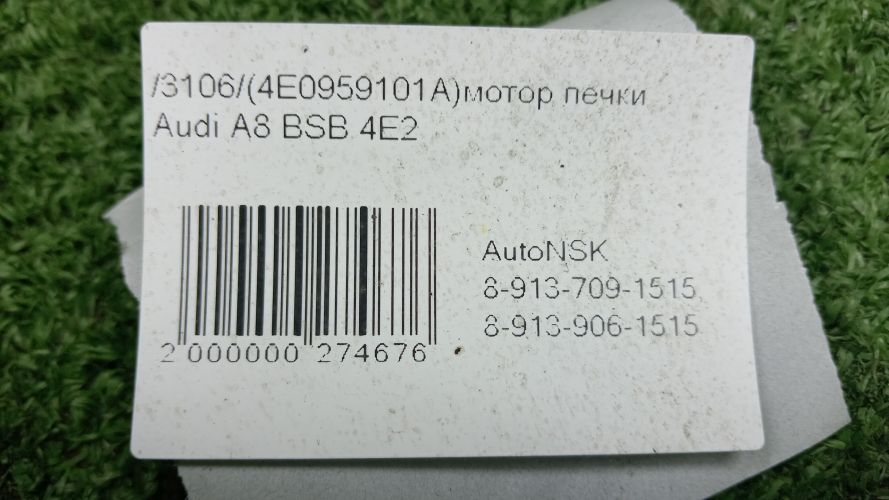 /3106/(4E0959101A)мотор печки
Audi A8 BSB 4E2
AutoNSK
8-913-709-1515
8-913-906-1515
2 000000 274676